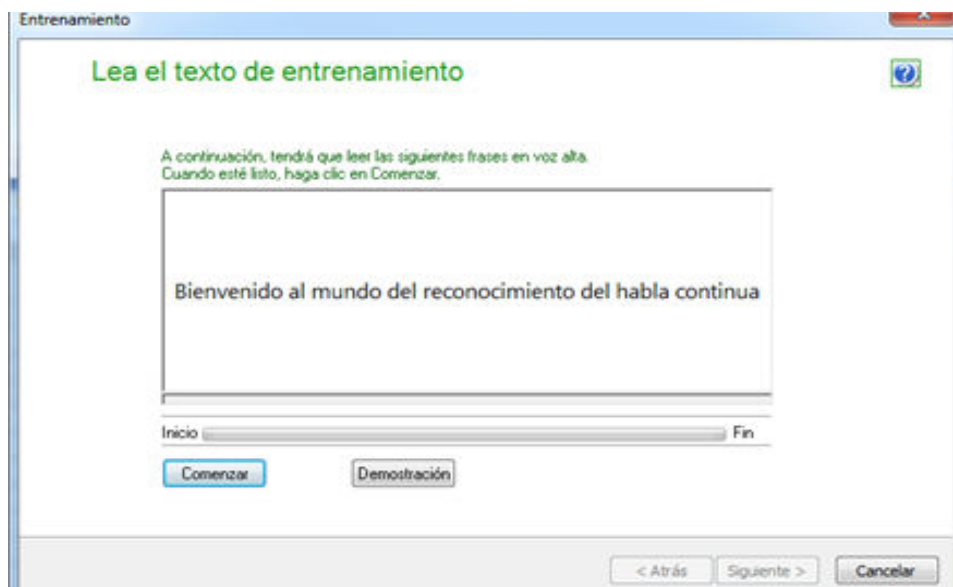 Entrenamiento
Lea el texto de entrenamiento
A continuación, tendrá que leer las siguientes frases en voz alta.
Cuando esté listo, haga clic en Comenzar.
Bienvenido al mundo del reconocimiento del habla continua
Inicio Fin
Comenzar Demostración
< Atrás Siguiente > Cancelar